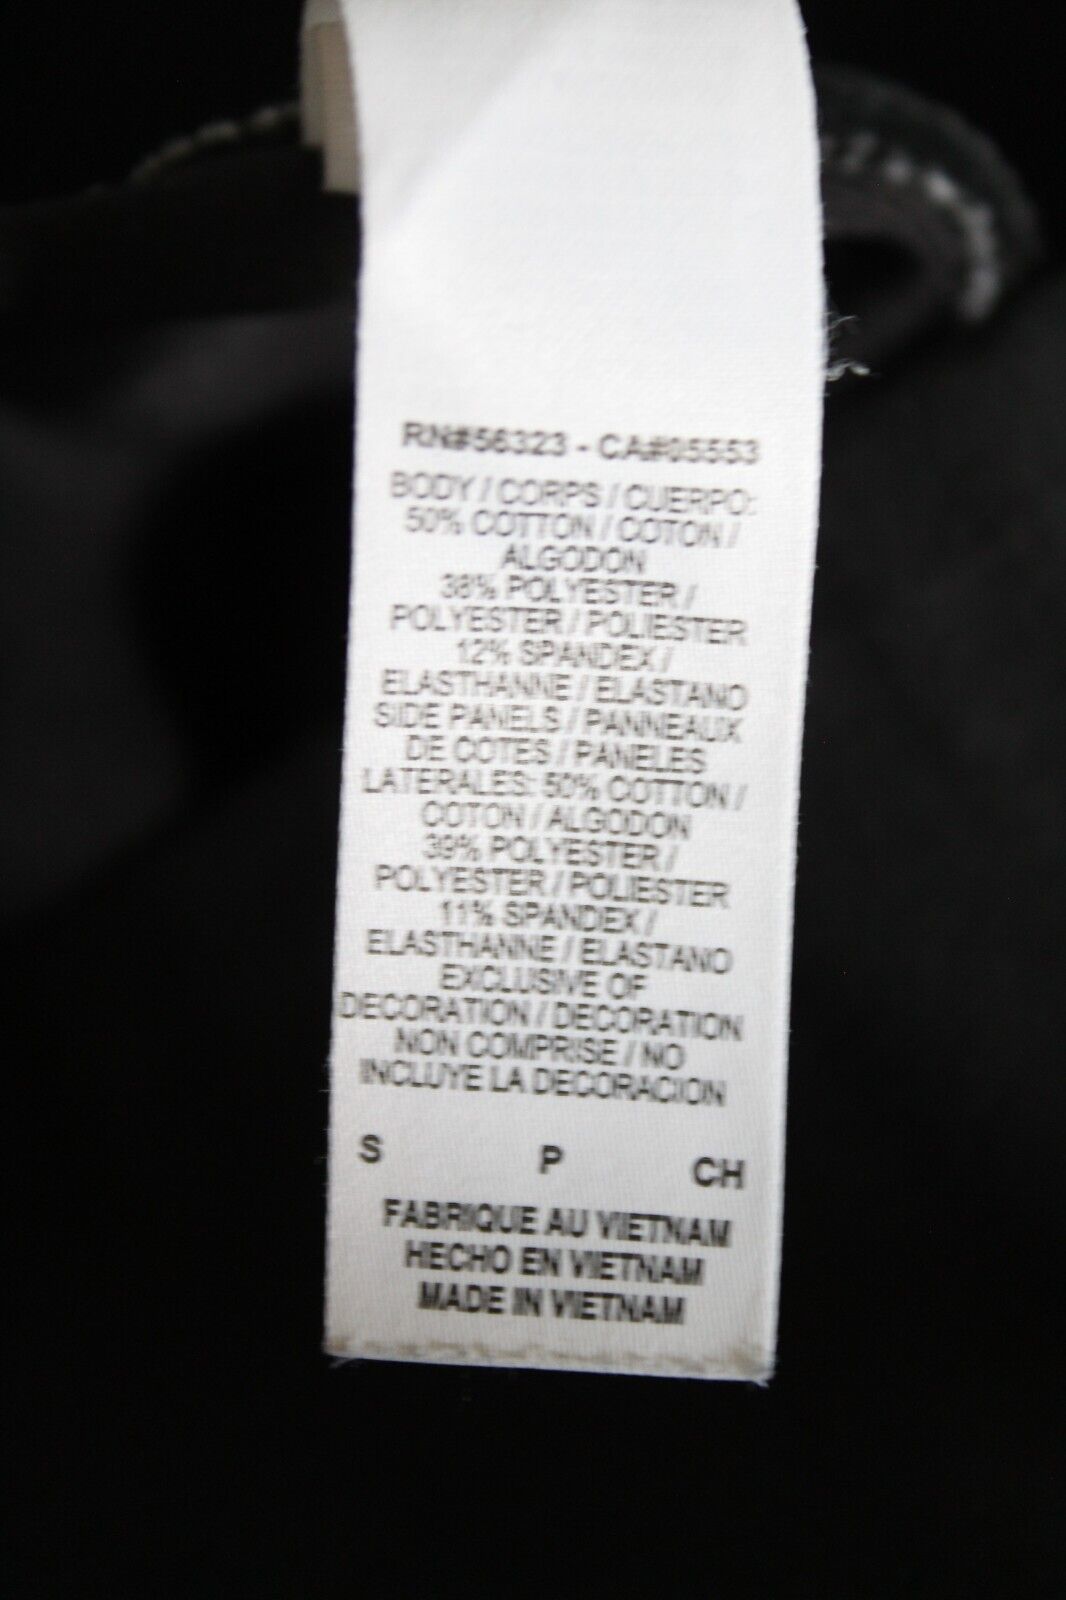 RN#56323 - CA#05553
BODY / CORPS / CUERPO:
50% COTTON / COTON /
ALGODON
38% POLYESTER /
POLYESTER / POLIESTER
12% SPANDEX /
ELASTHANNE / ELASTANO
SIDE PANELS / PANNEAUX
DE COTES / PANELES
LATERALES: 50% COTTON /
COTON / ALGODON
39% POLYESTER /
POLYESTER / POLIESTER
11% SPANDEX /
ELASTHANNE / ELASTANO
EXCLUSIVE OF
DECORATION / DECORATION
NON COMPRISE / NO
INCLUYE LA DECORACION
S P CH
FABRIQUE AU VIETNAM
HECHO EN VIETNAM
MADE IN VIETNAM